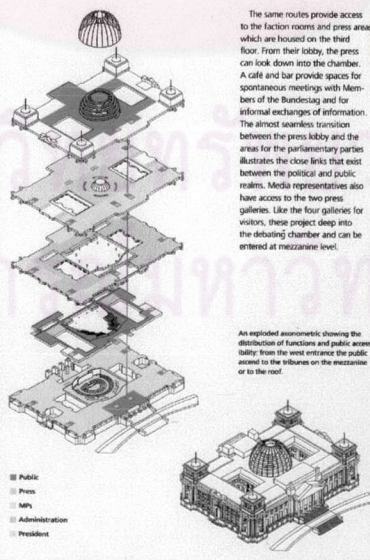 The same routes provide access
to the faction rooms and press areas
which are housed on the third
floor. From their lobby, the press
can look down into the chamber.
A café and bar provide spaces for
spontaneous meetings with Mem-
bers of the Bundestag and for
informal exchanges of information.
The almost seamless transition
between the press lobby and the
areas for the parliamentary parties
illustrates the close links that exist
between the political and public
realms. Media representatives also
have access to the two press
galleries. Like the four galleries for
visitors, these project deep into
the debating chamber and can be
entered at mezzanine level.
An exploded axonometric showing the
distribution of functions and public access-
ibility: from the west entrance the public
ascend to the tribunes on the mezzanine
or to the roof.
Public
Press
MPs
Administration
President